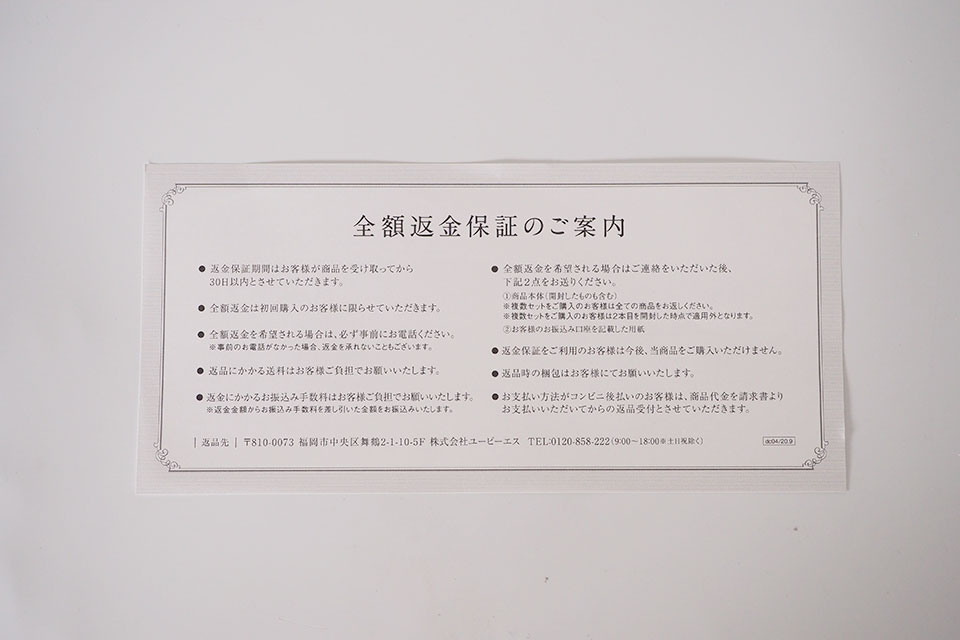 全額返金保証のご案内
● 返金保証期間はお客様が商品を受け取ってから
30日以内とさせていただきます。
● 全額返金は初回購入のお客様に限らせていただきます。
● 全額返金を希望される場合は、必ず事前にお電話ください。
※事前のお電話がなかった場合、返金を承れないこともございます。
● 返品にかかる送料はお客様ご負担でお願いいたします。
● 返金にかかるお振込み手数料はお客様ご負担でお願いいたします。
※返金金額からお振込み手数料を差し引いた金額をお振込みいたします。
● 全額返金を希望される場合はご連絡をいただいた後、
下記2点をお送りください。
①商品本体(開封したものも含む)
※複数セットをご購入のお客様は全ての商品をお返しください。
※複数セットをご購入のお客様は2本目を開封した時点で適用外となります。
②お客様のお振込み口座を記載した用紙
● 返金保証をご利用のお客様は今後、当商品をご購入いただけません。
● 返品時の梱包はお客様にてお願いいたします。
● お支払い方法がコンビニ後払いのお客様は、商品代金を請求書より
お支払いいただいてからの返品受付とさせていただきます。
| 返品先 | 〒810-0073 福岡市中央区舞鶴2-1-10-5F 株式会社ユーピーエス TEL:0120-858-222(9:00～18:00※土日祝除く)
dc04/20.9